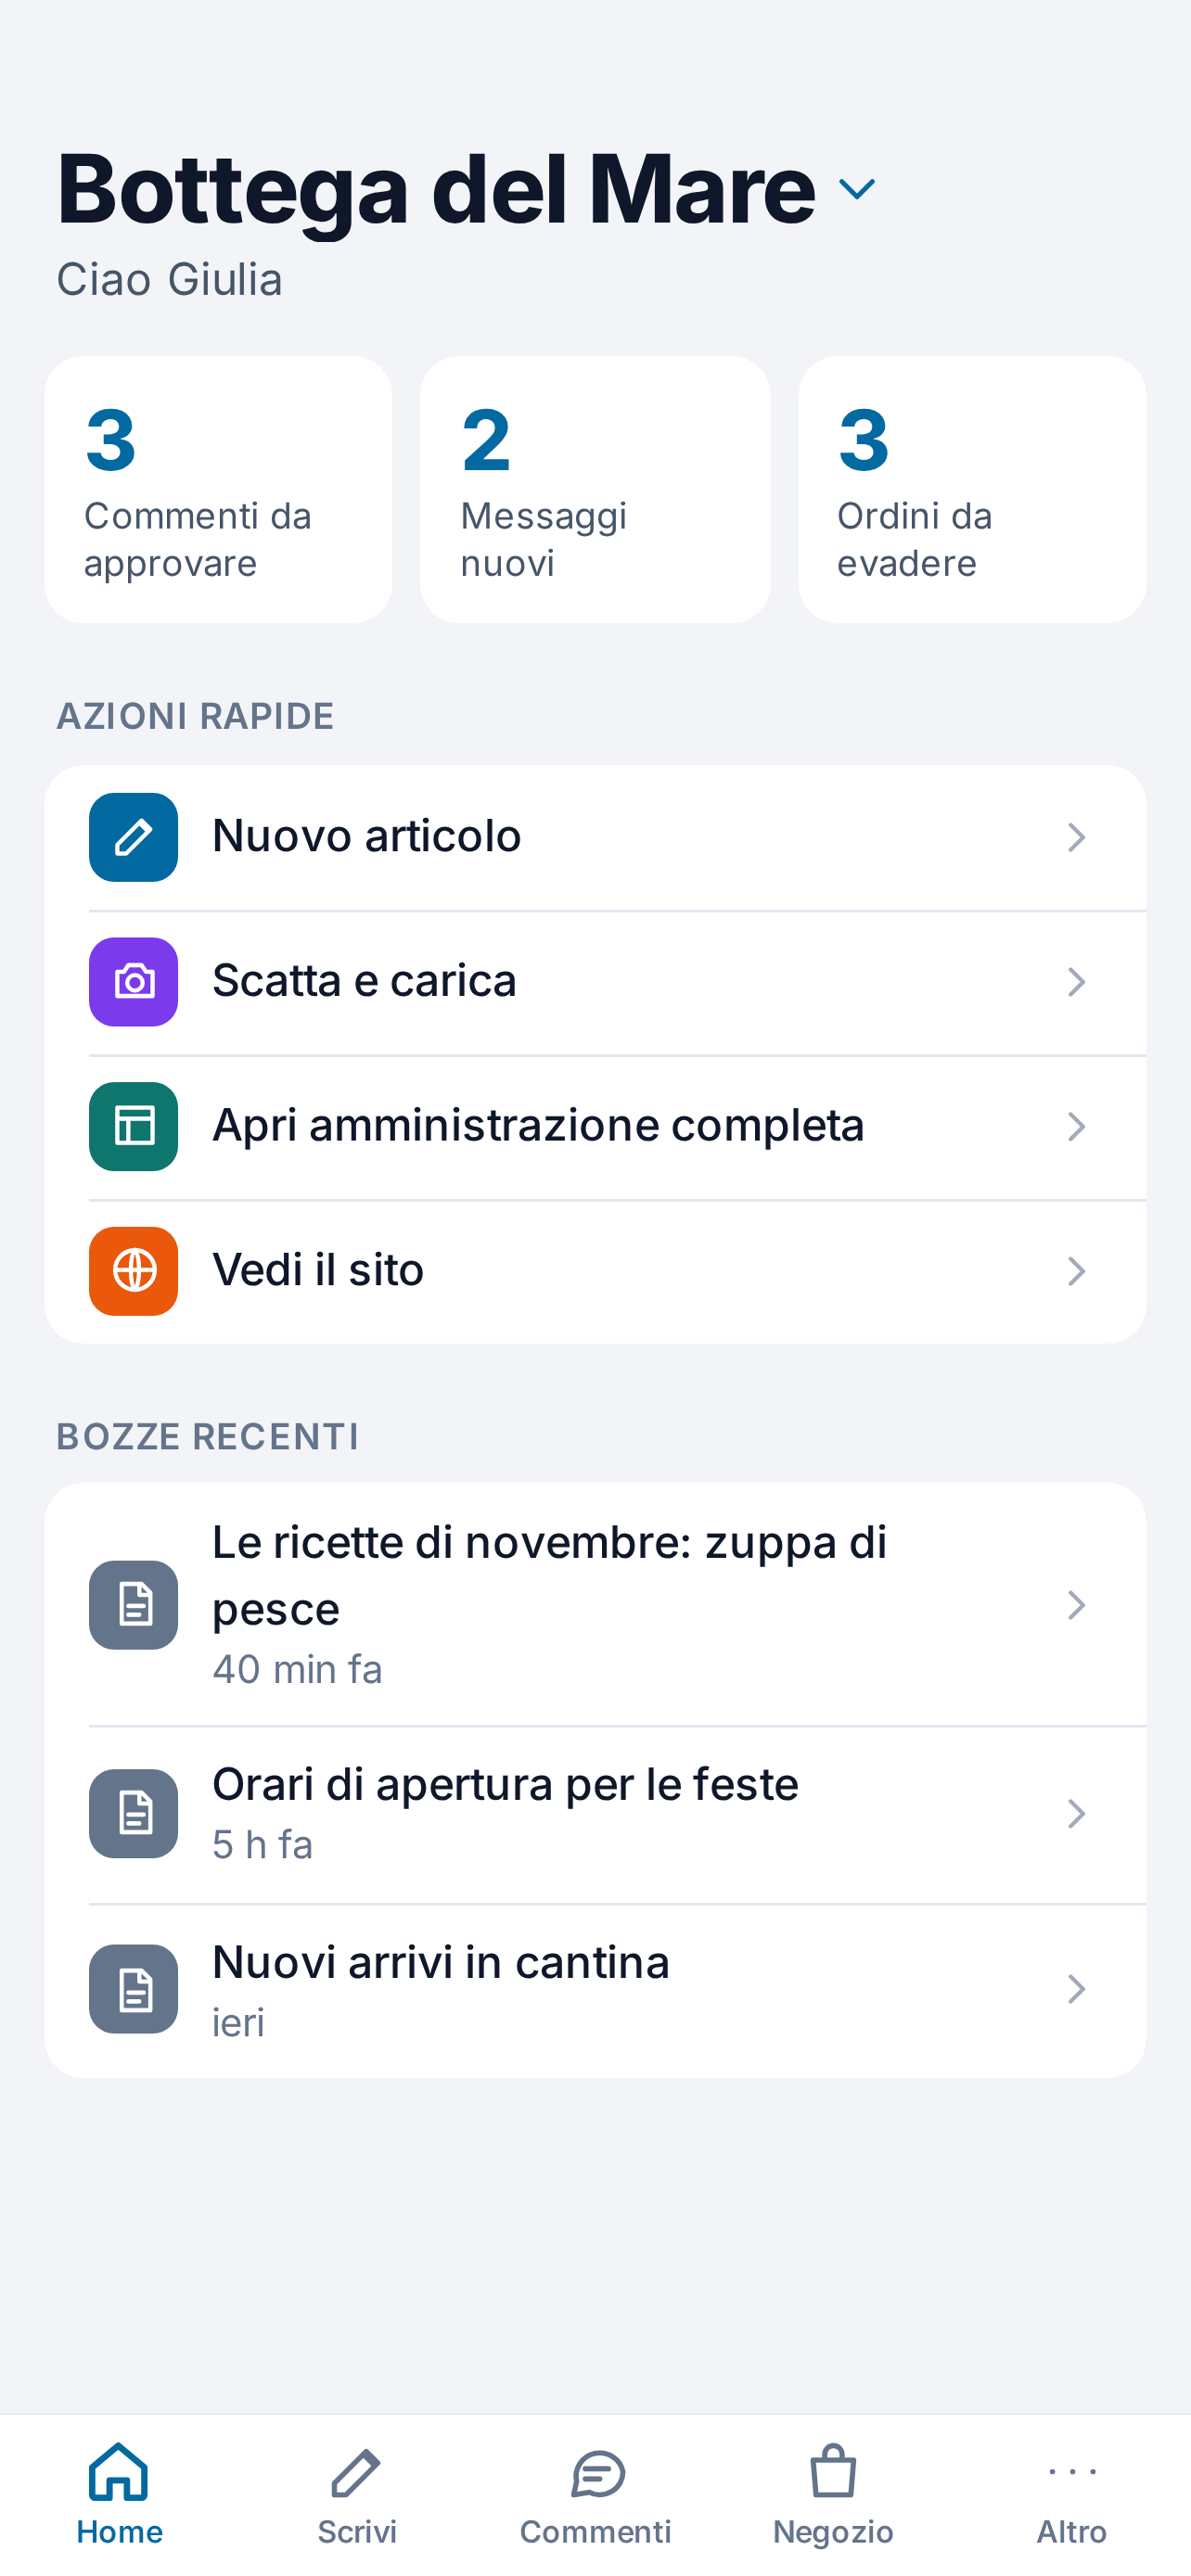 Bottega del Mare
Ciao Giulia
3
Commenti da
approvare
2
Messaggi
nuovi
3
Ordini da
evadere
AZIONI RAPIDE
Nuovo articolo
Scatta e carica
Apri amministrazione completa
Vedi il sito
BOZZE RECENTI
Le ricette di novembre: zuppa di
pesce
40 min fa
Orari di apertura per le feste
5 h fa
Nuovi arrivi in cantina
ieri
Home
Scrivi
Commenti
Negozio
Altro